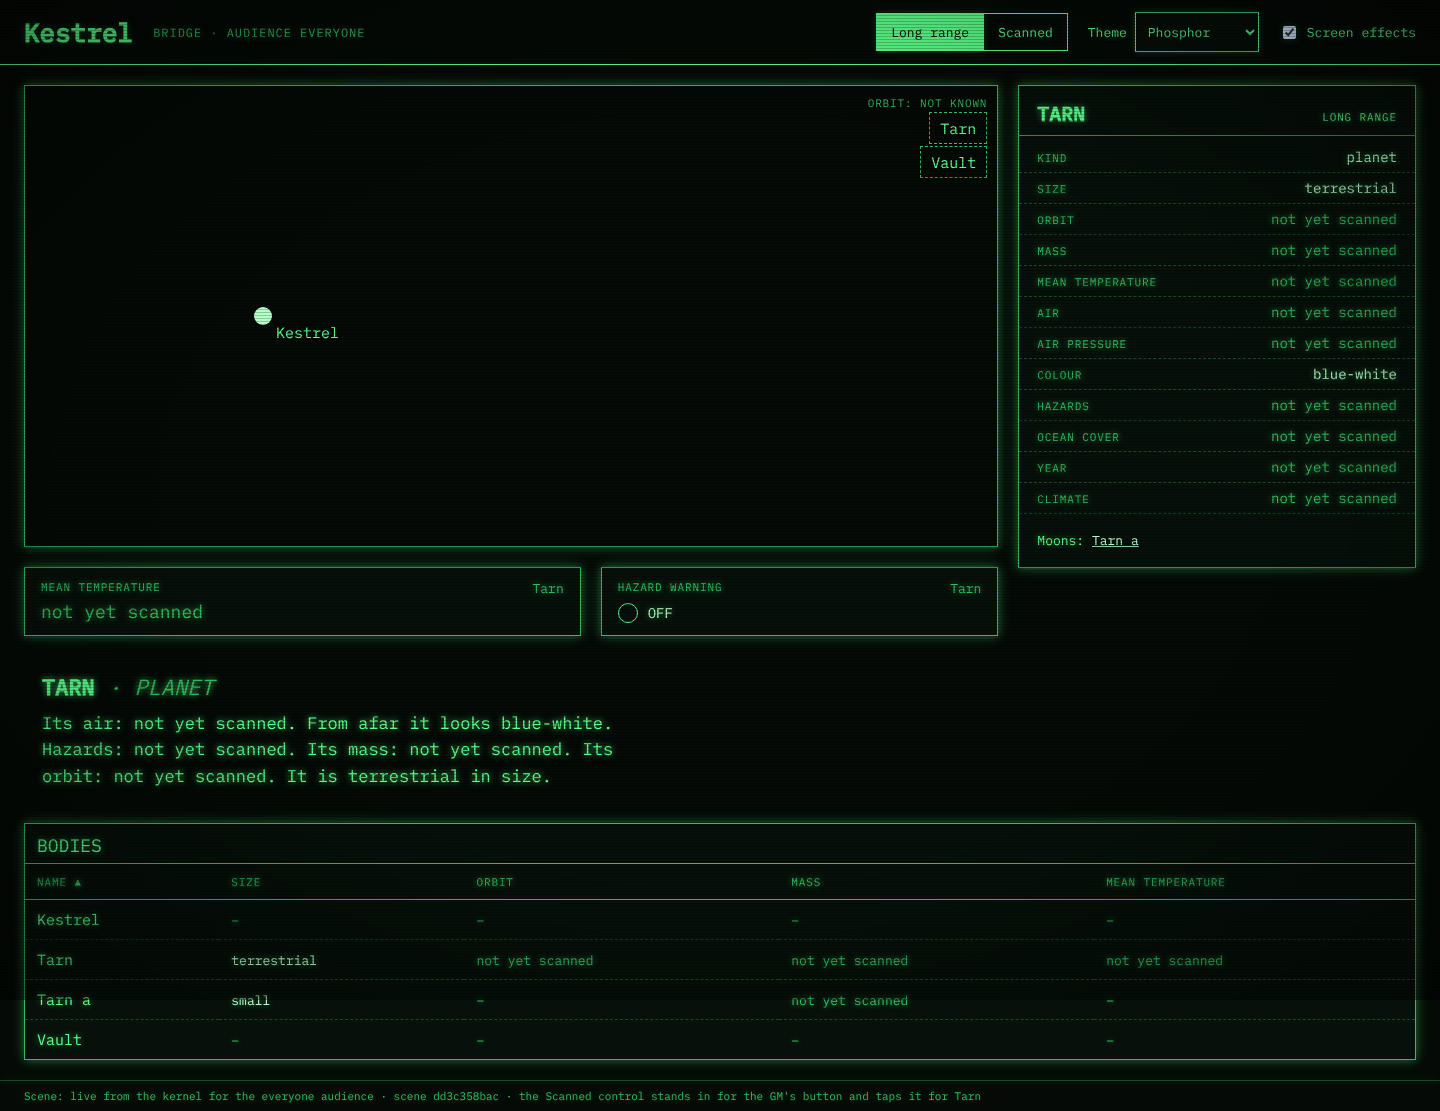 Kestrel BRIDGE · AUDIENCE EVERYONE Long range Scanned Theme Phosphor Screen effects
ORBIT: NOT KNOWN
Tarn
Vault
Kestrel
TARN LONG RANGE
KIND planet
SIZE terrestrial
ORBIT not yet scanned
MASS not yet scanned
MEAN TEMPERATURE not yet scanned
AIR not yet scanned
AIR PRESSURE not yet scanned
COLOUR blue-white
HAZARDS not yet scanned
OCEAN COVER not yet scanned
YEAR not yet scanned
CLIMATE not yet scanned
Moons: Tarn a
MEAN TEMPERATURE Tarn
not yet scanned
HAZARD WARNING Tarn
OFF
TARN · PLANET
Its air: not yet scanned. From afar it looks blue-white.
Hazards: not yet scanned. Its mass: not yet scanned. Its
orbit: not yet scanned. It is terrestrial in size.
BODIES
NAME ▲ SIZE ORBIT MASS MEAN TEMPERATURE
Kestrel – – – –
Tarn terrestrial not yet scanned not yet scanned not yet scanned
Tarn a small – not yet scanned –
Vault – – – –
Scene: live from the kernel for the everyone audience · scene dd3c358bac · the Scanned control stands in for the GM's button and taps it for Tarn